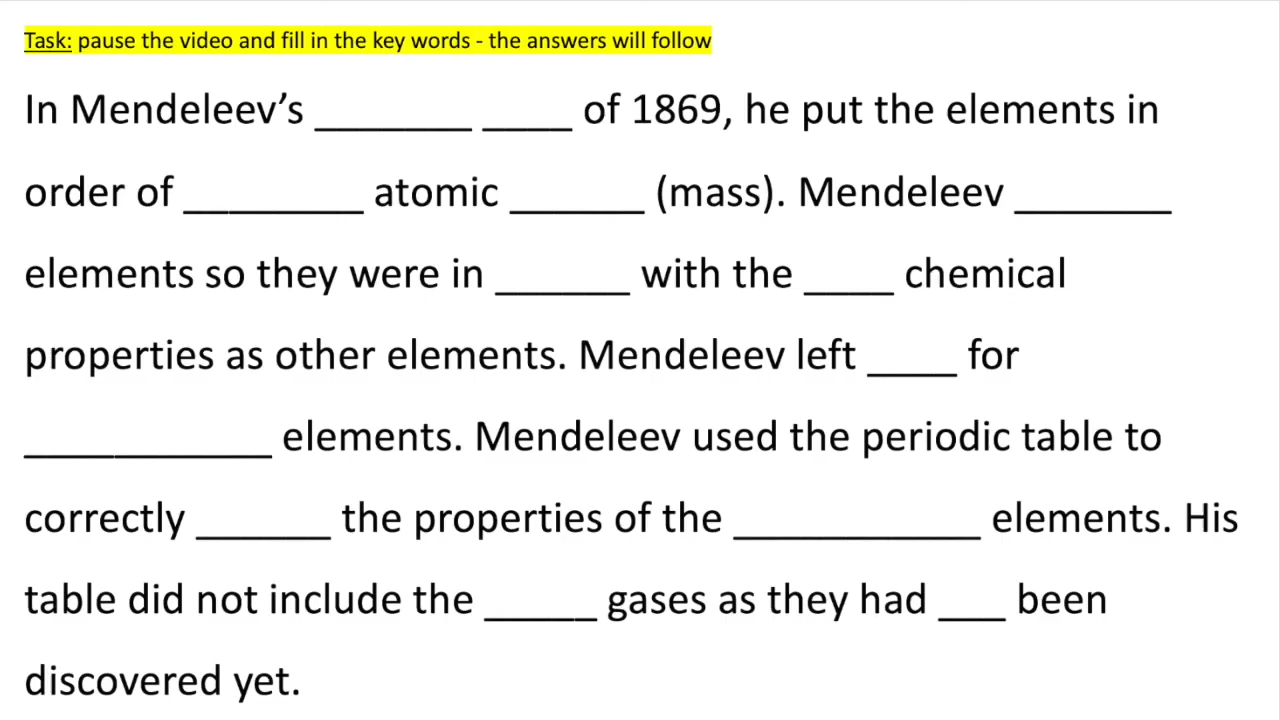 Task: pause the video and fill in the key words - the answers will follow
In Mendeleev’s _______ ____ of 1869, he put the elements in
order of ________ atomic ______ (mass). Mendeleev _______
elements so they were in ______ with the ____ chemical
properties as other elements. Mendeleev left ____ for
___________ elements. Mendeleev used the periodic table to
correctly ______ the properties of the ___________ elements. His
table did not include the _____ gases as they had ___ been
discovered yet.